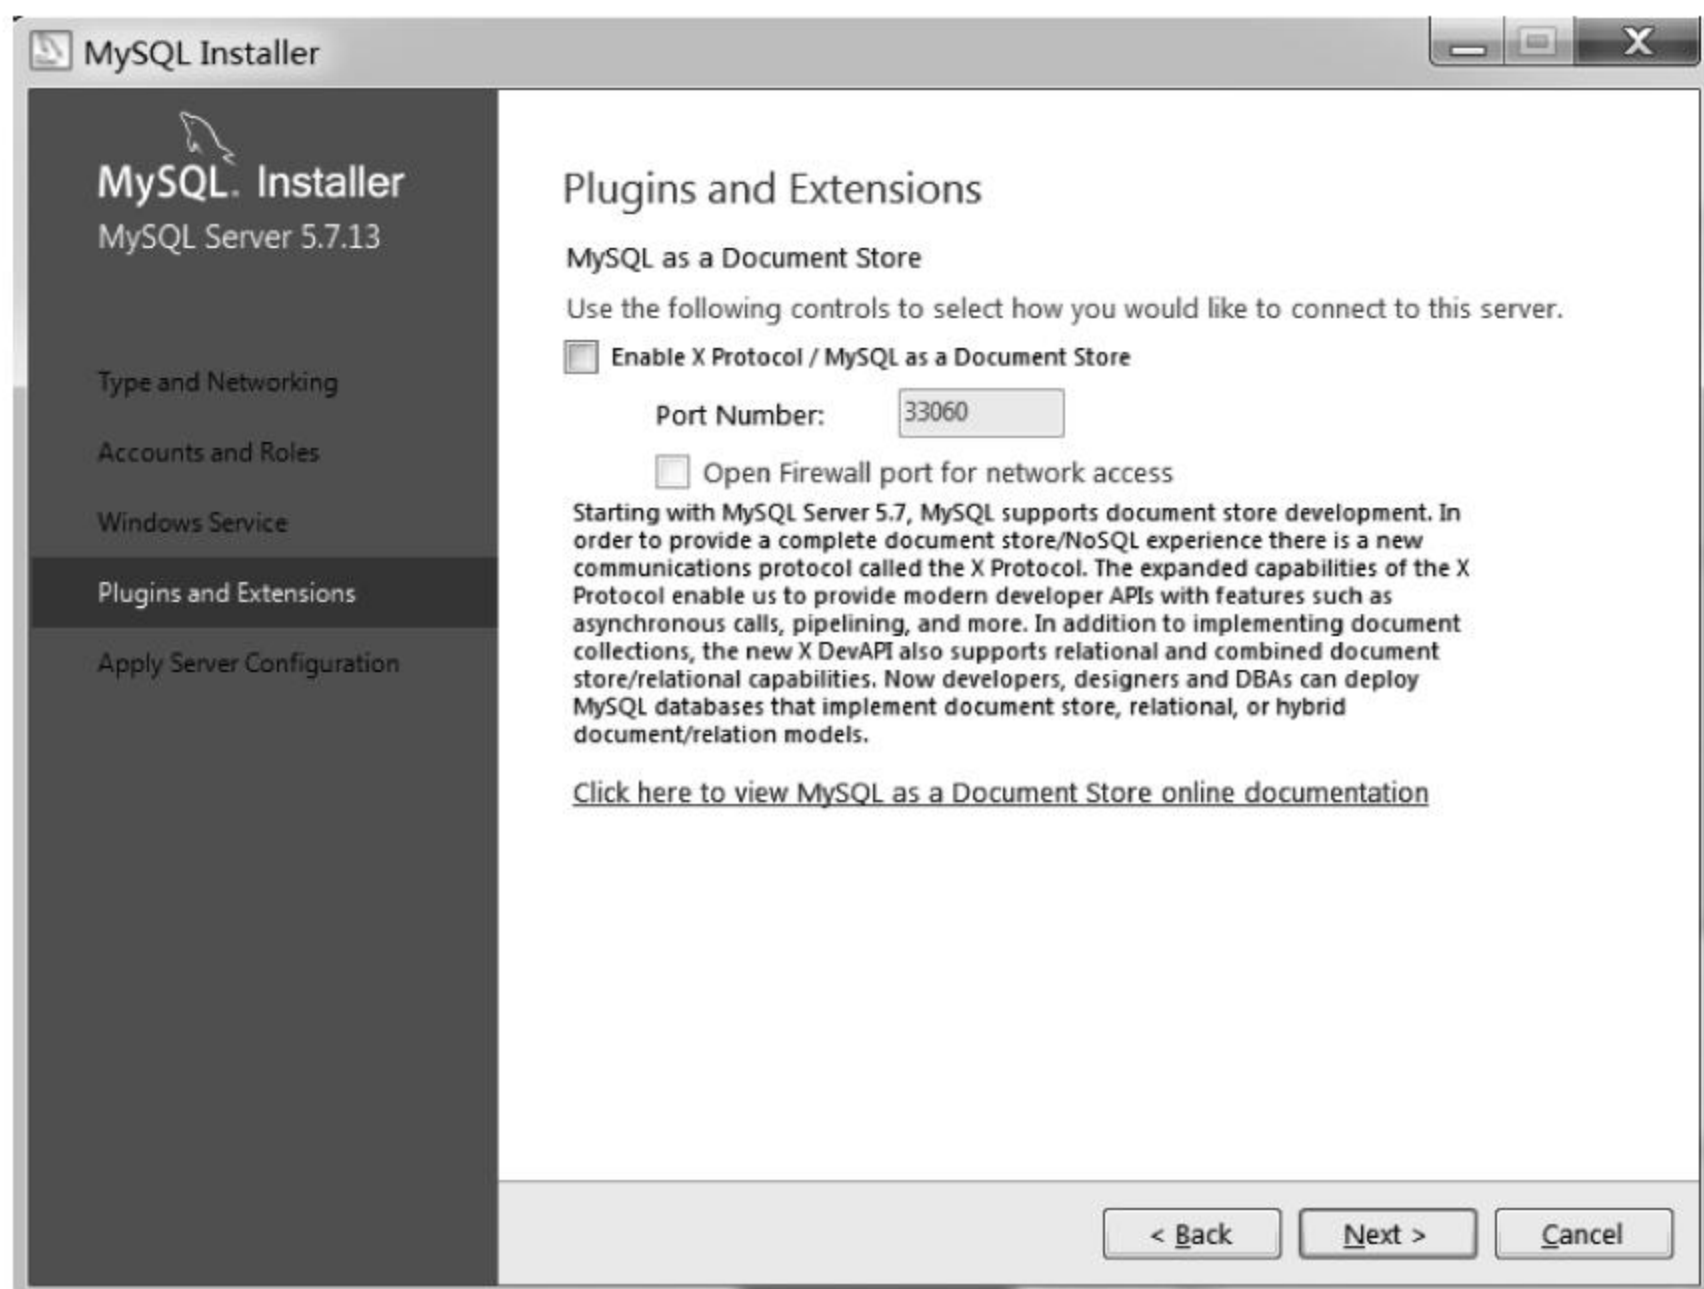 MySQL Installer
MySQL. Installer
MySQL Server 5.7.13
Type and Networking
Accounts and Roles
Windows Service
Plugins and Extensions
Apply Server Configuration
Plugins and Extensions
MySQL as a Document Store
Use the following controls to select how you would like to connect to this server.
Enable X Protocol / MySQL as a Document Store
Port Number: 33060
Open Firewall port for network access
Starting with MySQL Server 5.7, MySQL supports document store development. In
order to provide a complete document store/NoSQL experience there is a new
communications protocol called the X Protocol. The expanded capabilities of the X
Protocol enable us to provide modern developer APIs with features such as
asynchronous calls, pipelining, and more. In addition to implementing document
collections, the new X DevAPI also supports relational and combined document
store/relational capabilities. Now developers, designers and DBAs can deploy
MySQL databases that implement document store, relational, or hybrid
document/relation models.
Click here to view MySQL as a Document Store online documentation
< Back Next > Cancel